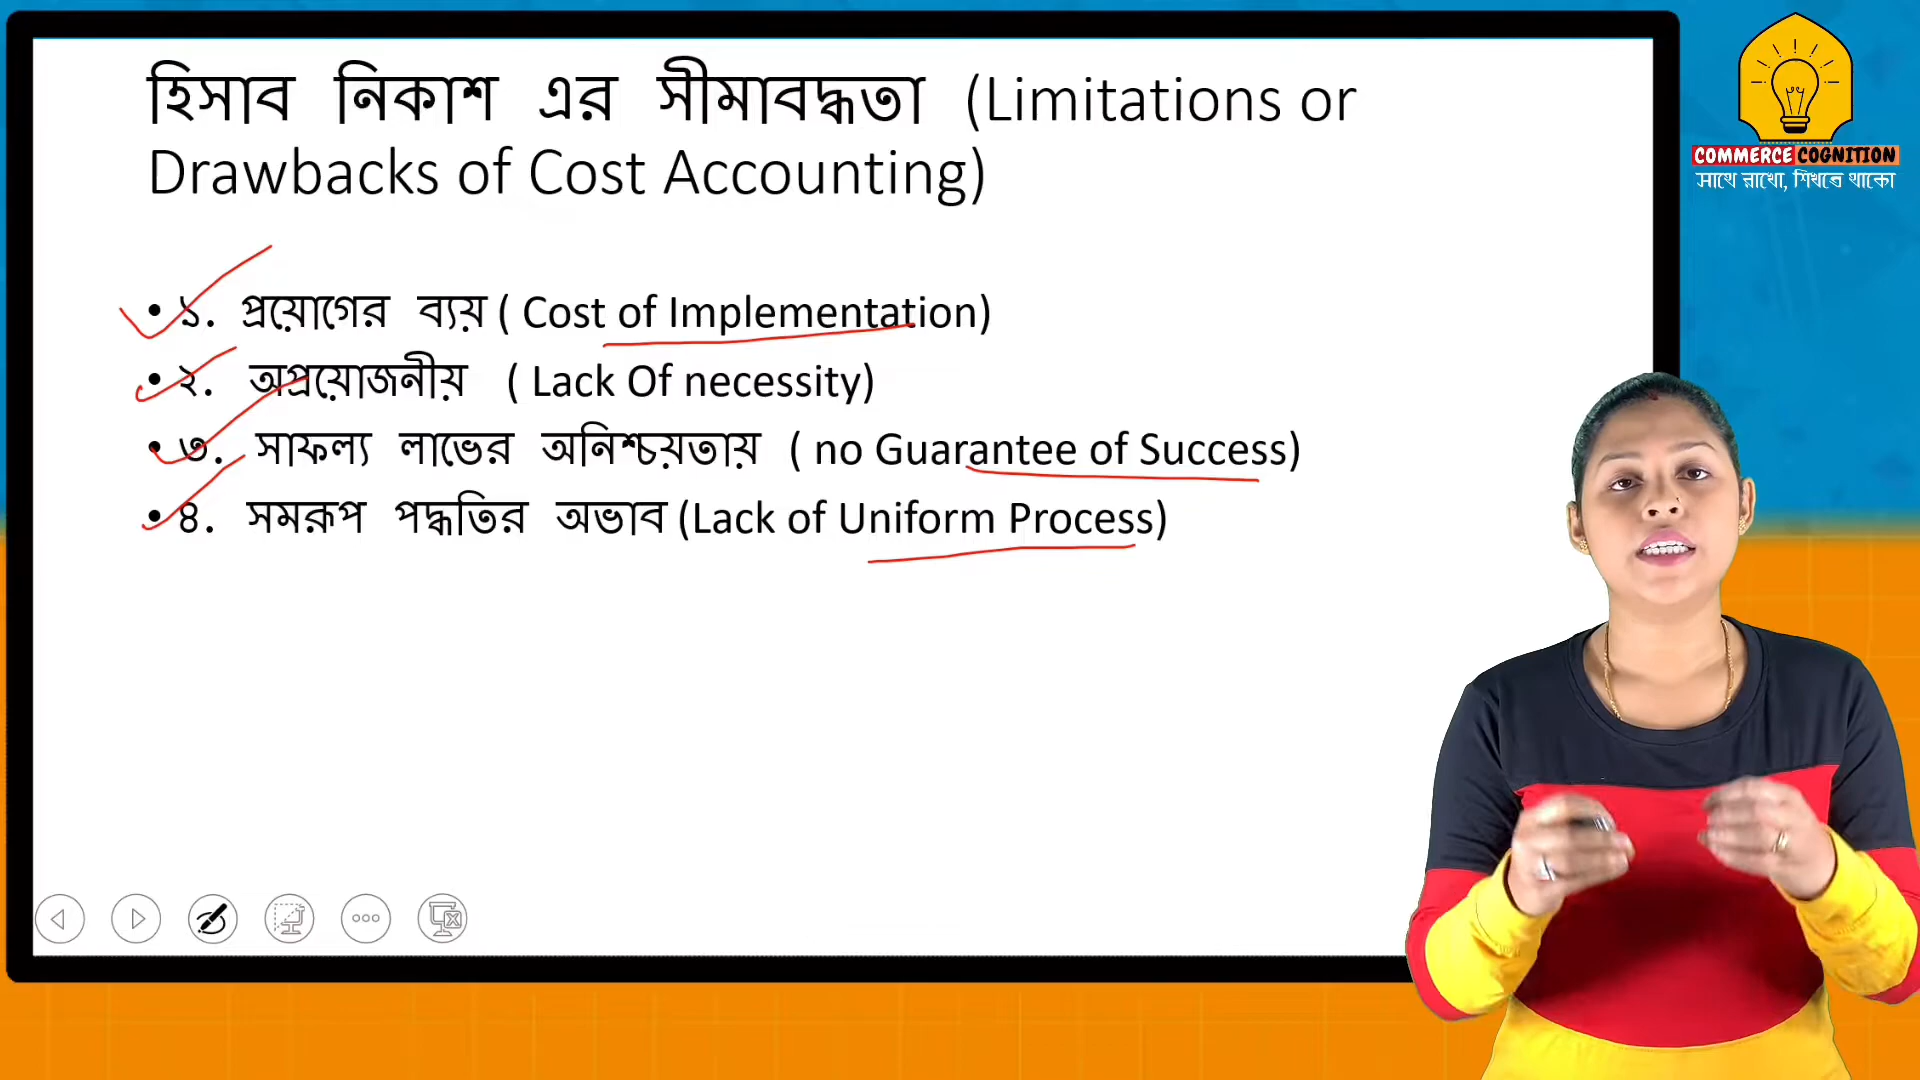 হিসাব নিকাশ এর সীমাবদ্ধতা (Limitations or
Drawbacks of Cost Accounting)
• ১. প্রয়োগের ব্যয় ( Cost of Implementation)
• ২. অপ্রয়োজনীয় ( Lack Of necessity)
• ৩. সাফল্য লাভের অনিশ্চয়তায় ( no Guarantee of Success)
• ৪. সমরূপ পদ্ধতির অভাব (Lack of Uniform Process)
COMMERCE COGNITION
সাথে রাখো, শিখতে থাকো